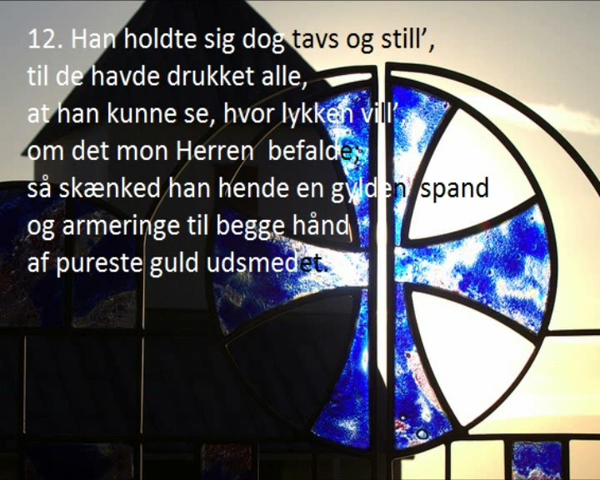 12. Han holdte sig dog tavs og still’,
til de havde drukket alle,
at han kunne se, hvor lykken vill’
om det mon Herren befalde;
så skænked han hende en gylden spand
og armeringe til begge hånd
af pureste guld udsmedet.